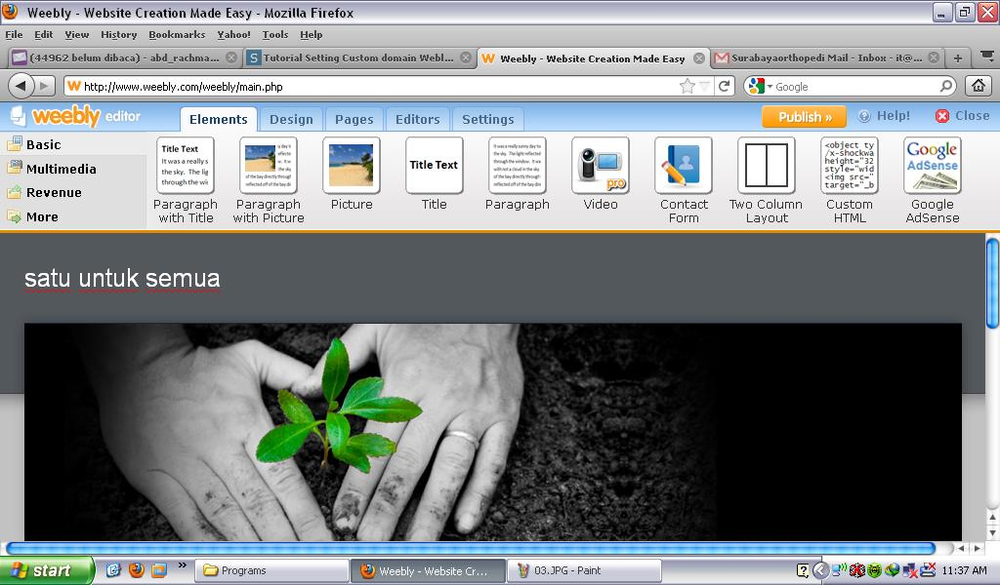 Weebly - Website Creation Made Easy - Mozilla Firefox
File Edit View History Bookmarks Yahoo! Tools Help
(44962 belum dibaca) - abd_rachma... Tutorial Setting Custom domain Webl... Weebly - Website Creation Made Easy Surabayaorthopedi Mail - Inbox - it@...
http://www.weebly.com/weebly/main.php Google
weebly editor Elements Design Pages Editors Settings Publish » Help! Close
Basic
Multimedia
Revenue
More
Title Text
It was a really s
the sky. The lig
through the wi
Paragraph
with Title
Paragraph
with Picture
Picture
Title Text
Title
Paragraph
pro
Video
Contact
Form
Two Column
Layout
<object ty
/x-shockwa
height="32
style="wid
<img src="
target="_b
Custom
HTML
Google
AdSense
Google
AdSense
satu untuk semua
start Programs Weebly - Website Cr... 03.JPG - Paint 11:37 AM